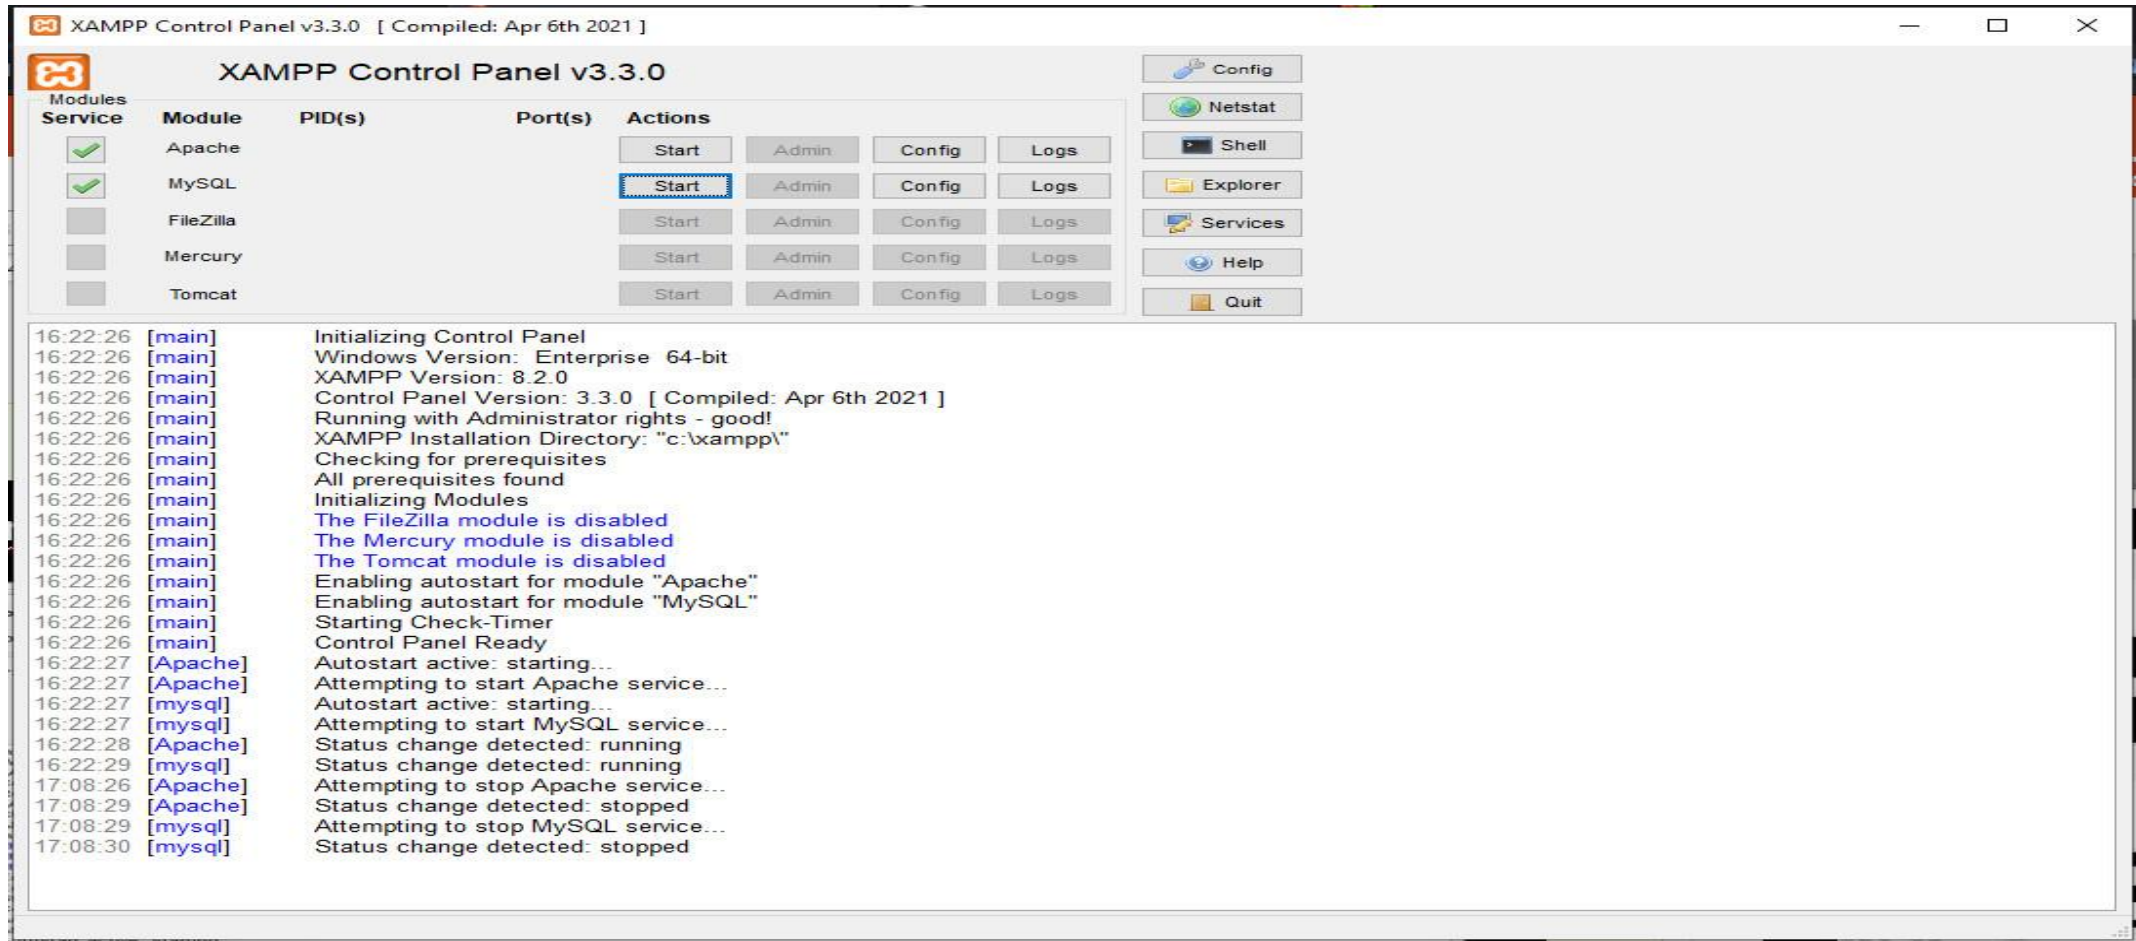 XAMPP Control Panel v3.3.0 [ Compiled: Apr 6th 2021 ]
XAMPP Control Panel v3.3.0
Modules
Service Module PID(s) Port(s) Actions
Apache Start Admin Config Logs
MySQL Start Admin Config Logs
FileZilla Start Admin Config Logs
Mercury Start Admin Config Logs
Tomcat Start Admin Config Logs
Config
Netstat
Shell
Explorer
Services
Help
Quit
16:22:26 [main] Initializing Control Panel
16:22:26 [main] Windows Version: Enterprise 64-bit
16:22:26 [main] XAMPP Version: 8.2.0
16:22:26 [main] Control Panel Version: 3.3.0 [ Compiled: Apr 6th 2021 ]
16:22:26 [main] Running with Administrator rights - good!
16:22:26 [main] XAMPP Installation Directory: "c:\xampp\"
16:22:26 [main] Checking for prerequisites
16:22:26 [main] All prerequisites found
16:22:26 [main] Initializing Modules
16:22:26 [main] The FileZilla module is disabled
16:22:26 [main] The Mercury module is disabled
16:22:26 [main] The Tomcat module is disabled
16:22:26 [main] Enabling autostart for module "Apache"
16:22:26 [main] Enabling autostart for module "MySQL"
16:22:26 [main] Starting Check-Timer
16:22:26 [main] Control Panel Ready
16:22:27 [Apache] Autostart active: starting...
16:22:27 [Apache] Attempting to start Apache service...
16:22:27 [mysql] Autostart active: starting...
16:22:27 [mysql] Attempting to start MySQL service...
16:22:28 [Apache] Status change detected: running
16:22:29 [mysql] Status change detected: running
17:08:26 [Apache] Attempting to stop Apache service...
17:08:29 [Apache] Status change detected: stopped
17:08:29 [mysql] Attempting to stop MySQL service...
17:08:30 [mysql] Status change detected: stopped